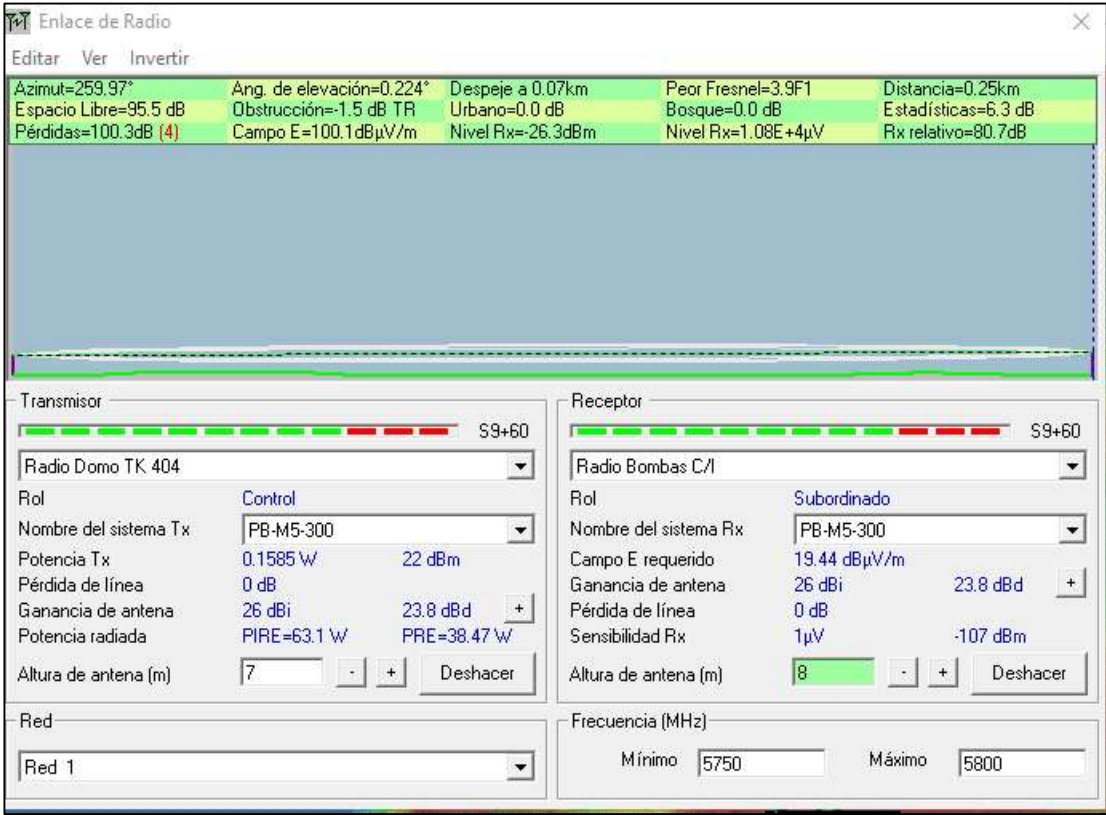 Enlace de Radio
Editar Ver Invertir
Azimut=259.97° Ang. de elevación=0.224° Despeje a 0.07km Peor Fresnel=3.9F1 Distancia=0.25km
Espacio Libre=95.5 dB Obstrucción=-1.5 dB TR Urbano=0.0 dB Bosque=0.0 dB Estadísticas=6.3 dB
Pérdidas=100.3dB (4) Campo E=100.1dBµV/m Nivel Rx=-26.3dBm Nivel Rx=1.08E+4µV Rx relativo=80.7dB
Transmisor
S9+60
Radio Domo TK 404
Rol Control
Nombre del sistema Tx PB-M5-300
Potencia Tx 0.1585 W 22 dBm
Pérdida de línea 0 dB
Ganancia de antena 26 dBi 23.8 dBd +
Potencia radiada PIRE=63.1 W PRE=38.47 W
Altura de antena (m) 7 - + Deshacer
Receptor
S9+60
Radio Bombas C/I
Rol Subordinado
Nombre del sistema Rx PB-M5-300
Campo E requerido 19.44 dBµV/m
Ganancia de antena 26 dBi 23.8 dBd +
Pérdida de línea 0 dB
Sensibilidad Rx 1µV -107 dBm
Altura de antena (m) 8 - + Deshacer
Red
Red 1
Frecuencia (MHz)
Mínimo 5750 Máximo 5800